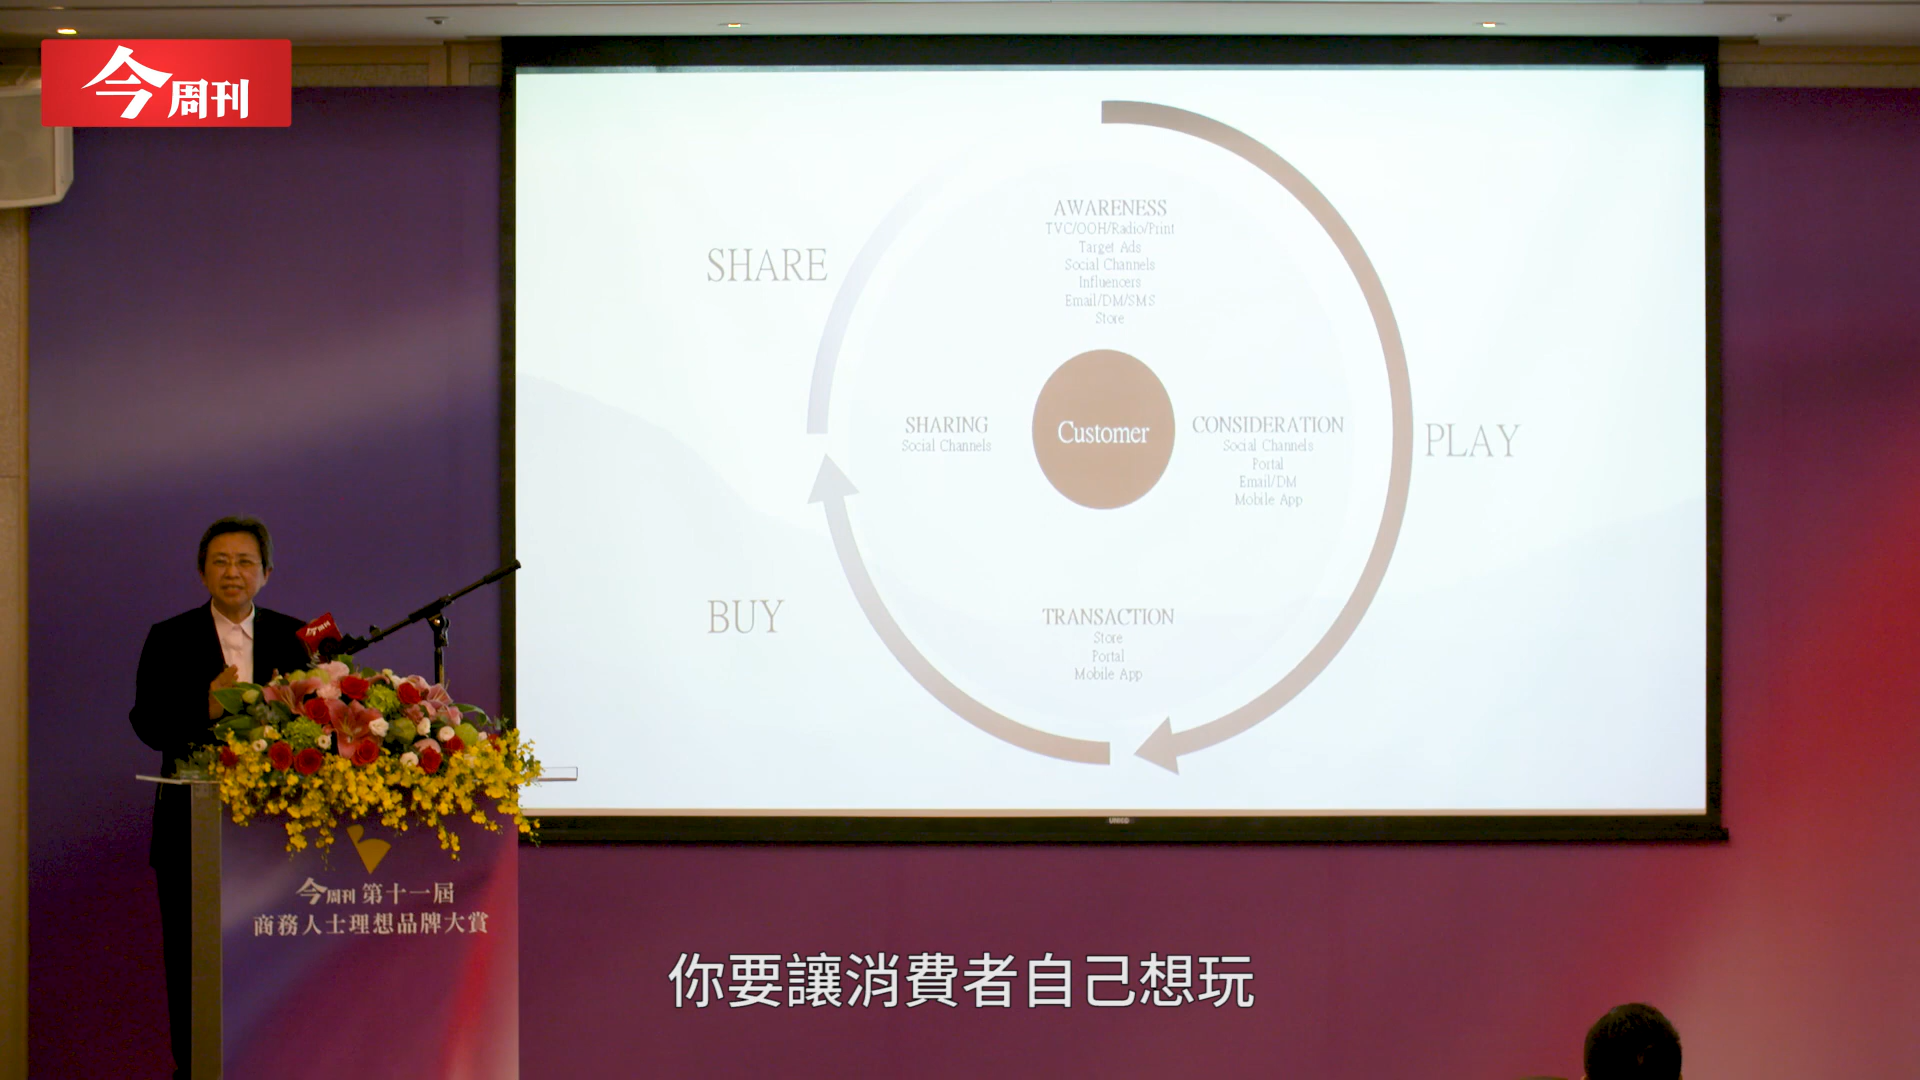 今周刊
AWARENESS
TVC/OOH/Radio/Print
Target Ads
Social Channels
Influencers
Email/DM/SMS
Store
SHARE
SHARING
Social Channels
Customer
CONSIDERATION
Social Channels
Portal
Email/DM
Mobile App
PLAY
BUY
TRANSACTION
Store
Portal
Mobile App
今周刊
今周刊 第十一屆
商務人士理想品牌大賞
你要讓消費者自己想玩